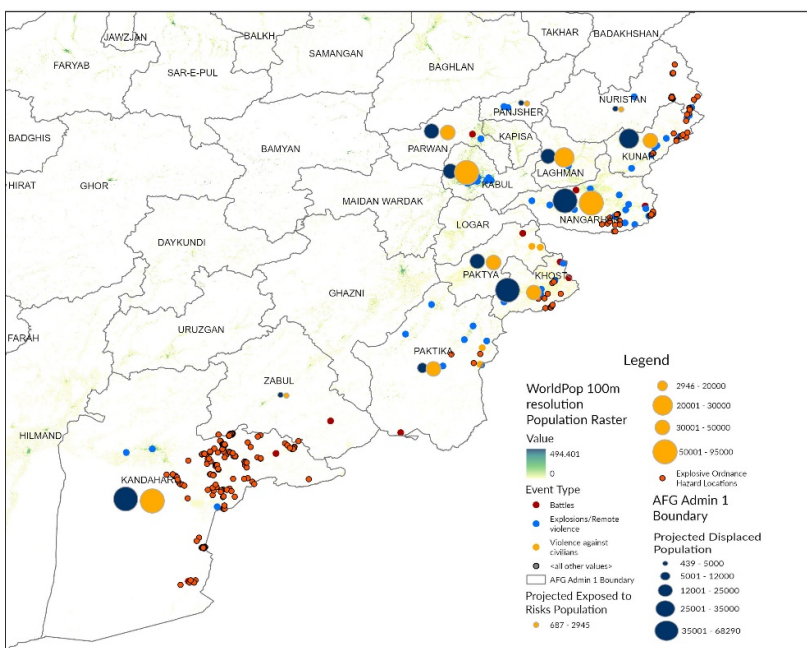 TAKHAR
BADAKHSHAN
JAWZJAN
BALKH
SAMANGAN
FARYAB
SAR-E-PUL
BAGHLAN
NURISTAN
PANJSHER
BADGHIS
BAMYAN
PARWAN
KAPISA
KUNAR
LAGHMAN
HIRAT
GHOR
KABUL
MAIDAN WARDAK
NANGARHAR
LOGAR
DAYKUNDI
PAKTYA
KHOST
GHAZNI
URUZGAN
FARAH
PAKTIKA
ZABUL
HILMAND
KANDAHAR
WorldPop 100m
resolution
Population Raster
Value
494.401
0
Event Type
Battles
Explosions/Remote
violence
Violence against
civilians
<all other values>
AFG Admin 1 Boundary
Projected Exposed to
Risks Population
687 - 2945
Legend
2946 - 20000
20001 - 30000
30001 - 50000
50001 - 95000
Explosive Ordnance
Hazard Locations
AFG Admin 1
Boundary
Projected Displaced
Population
439 - 5000
5001 - 12000
12001 - 25000
25001 - 35000
35001 - 68290